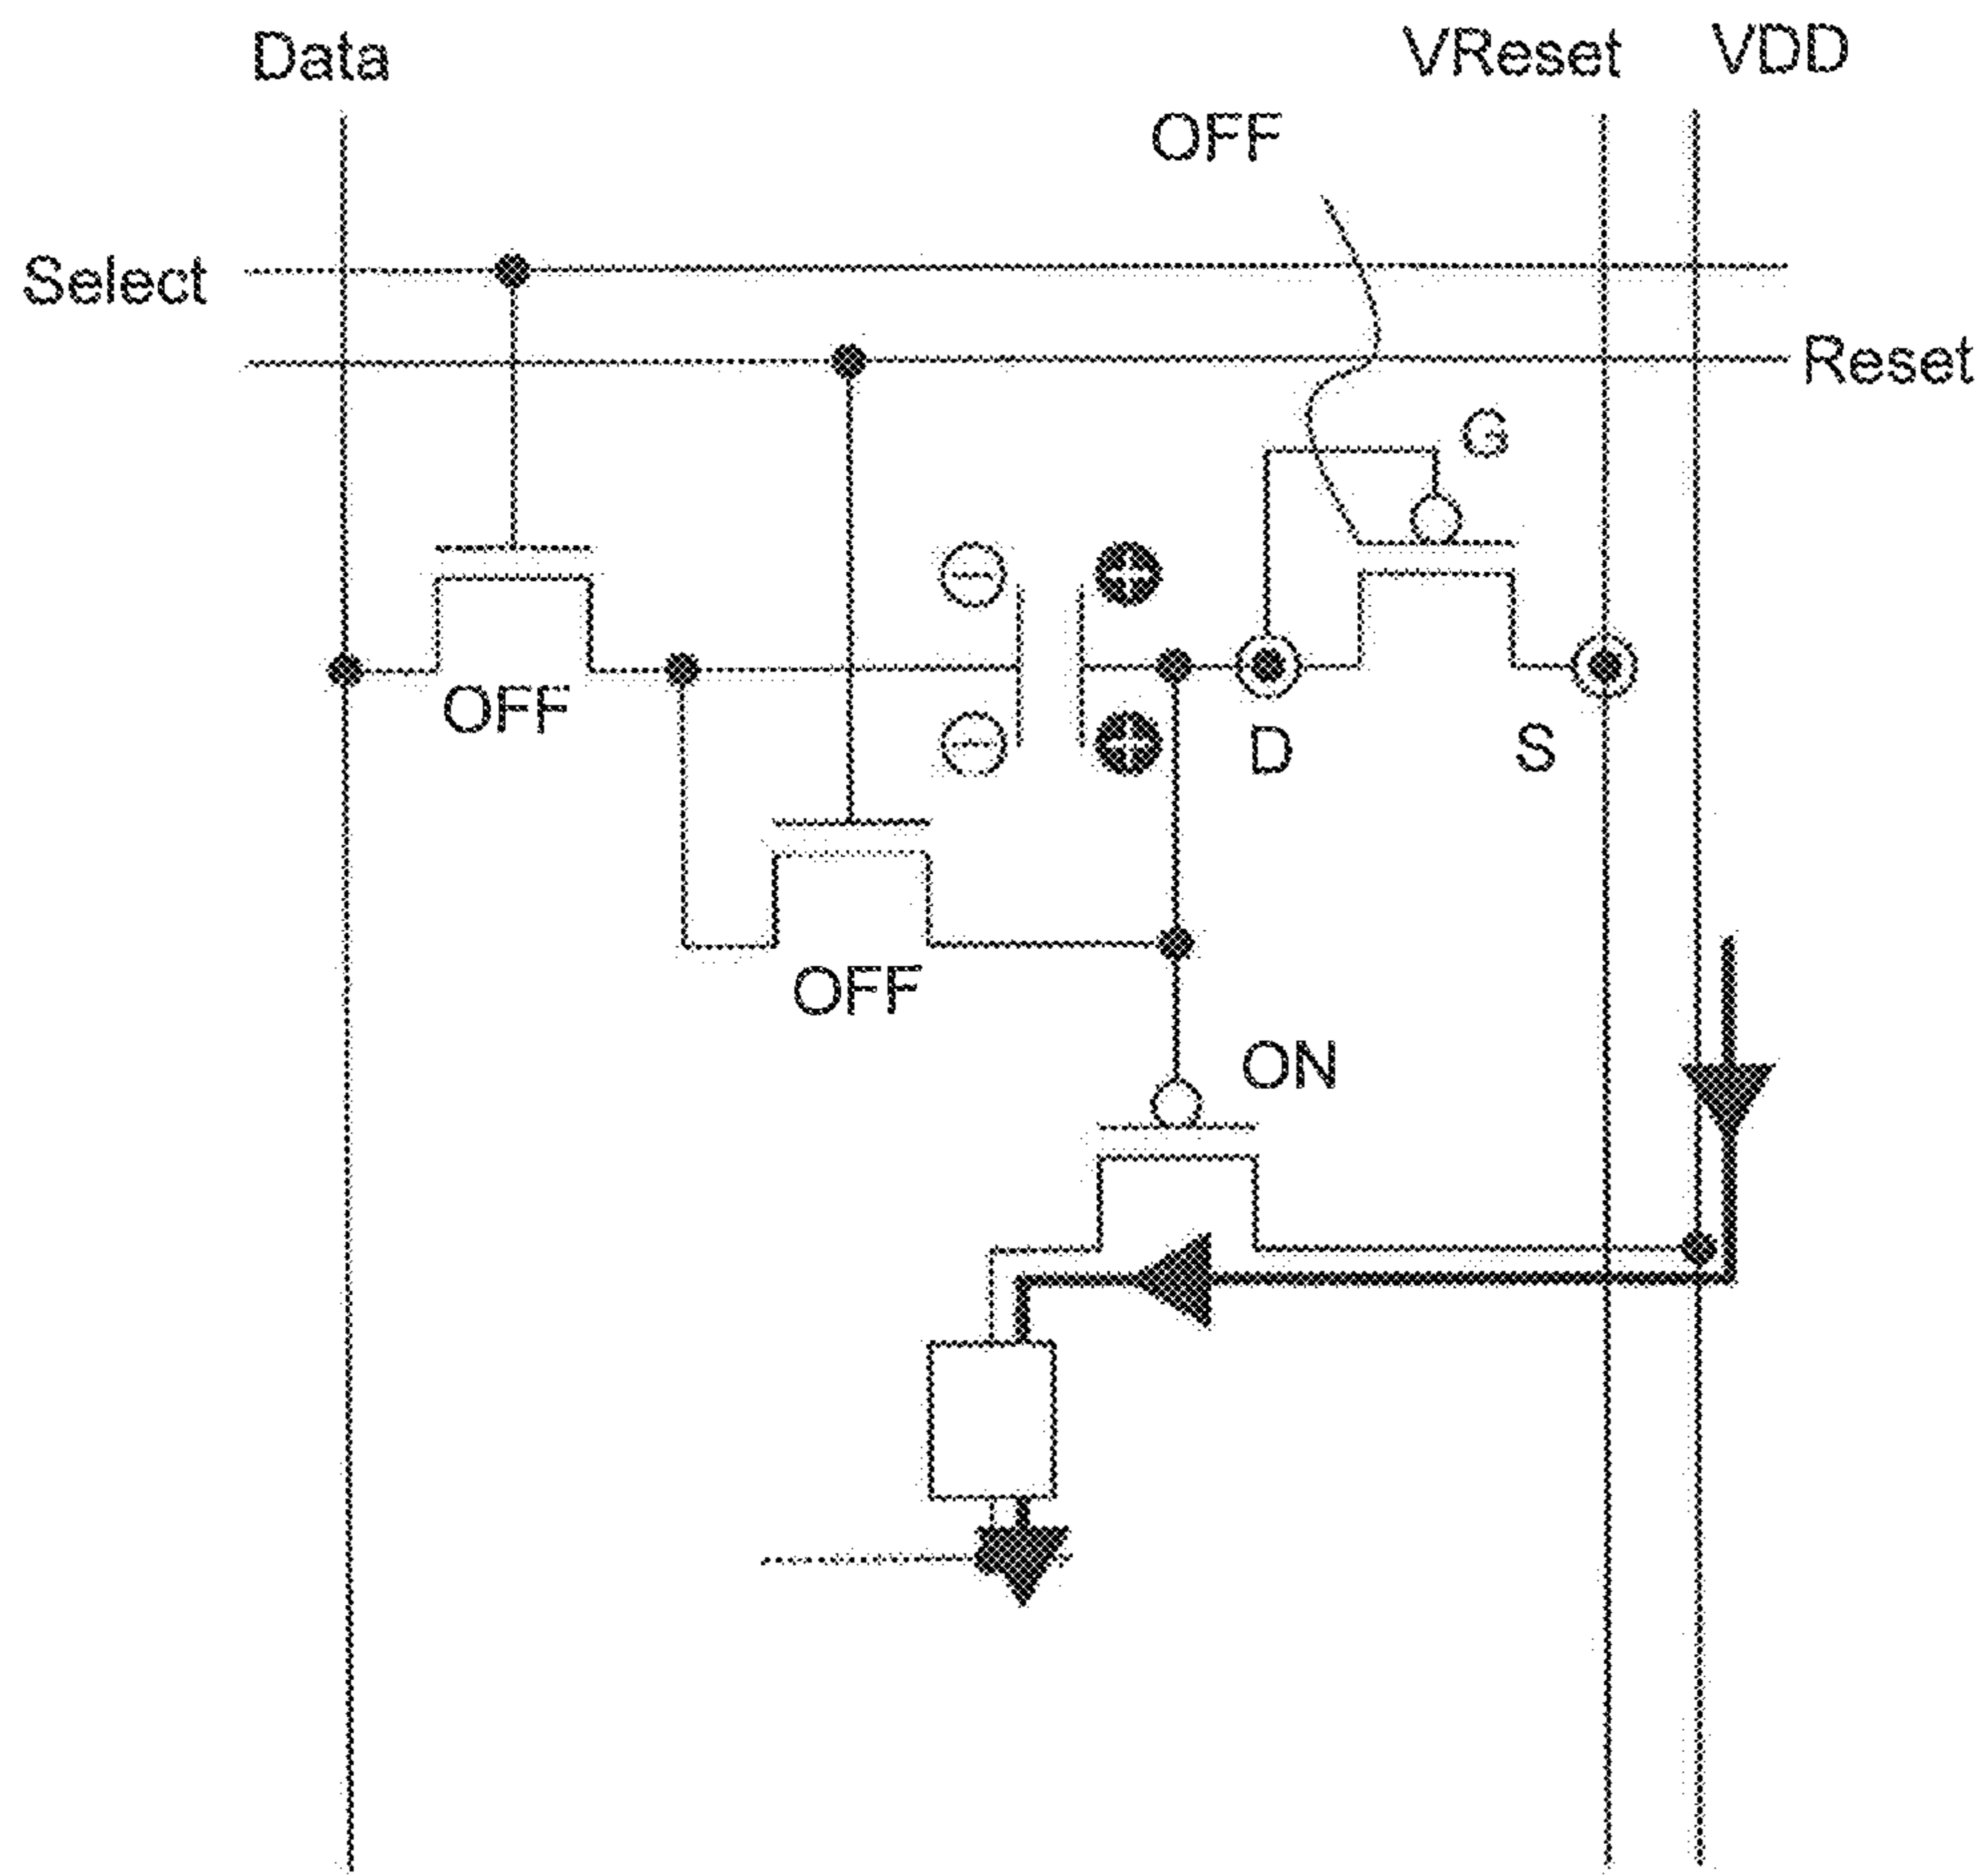 Data
VReset
VDD
OFF
Select
Reset
G
OFF
D
S
OFF
ON